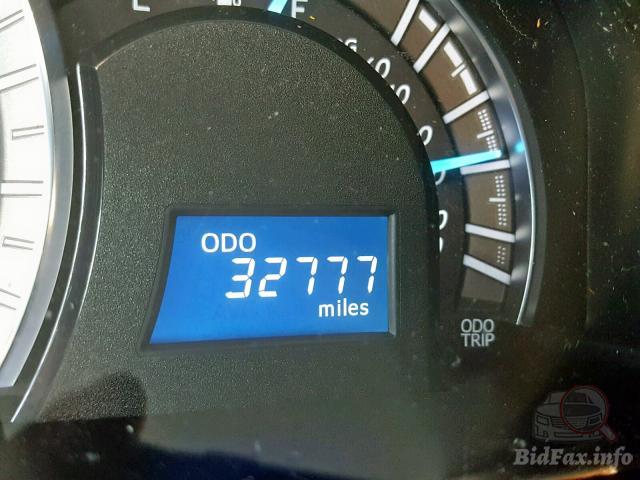 E
F
ODO
32777
miles
ODO
TRIP
BidFax.info